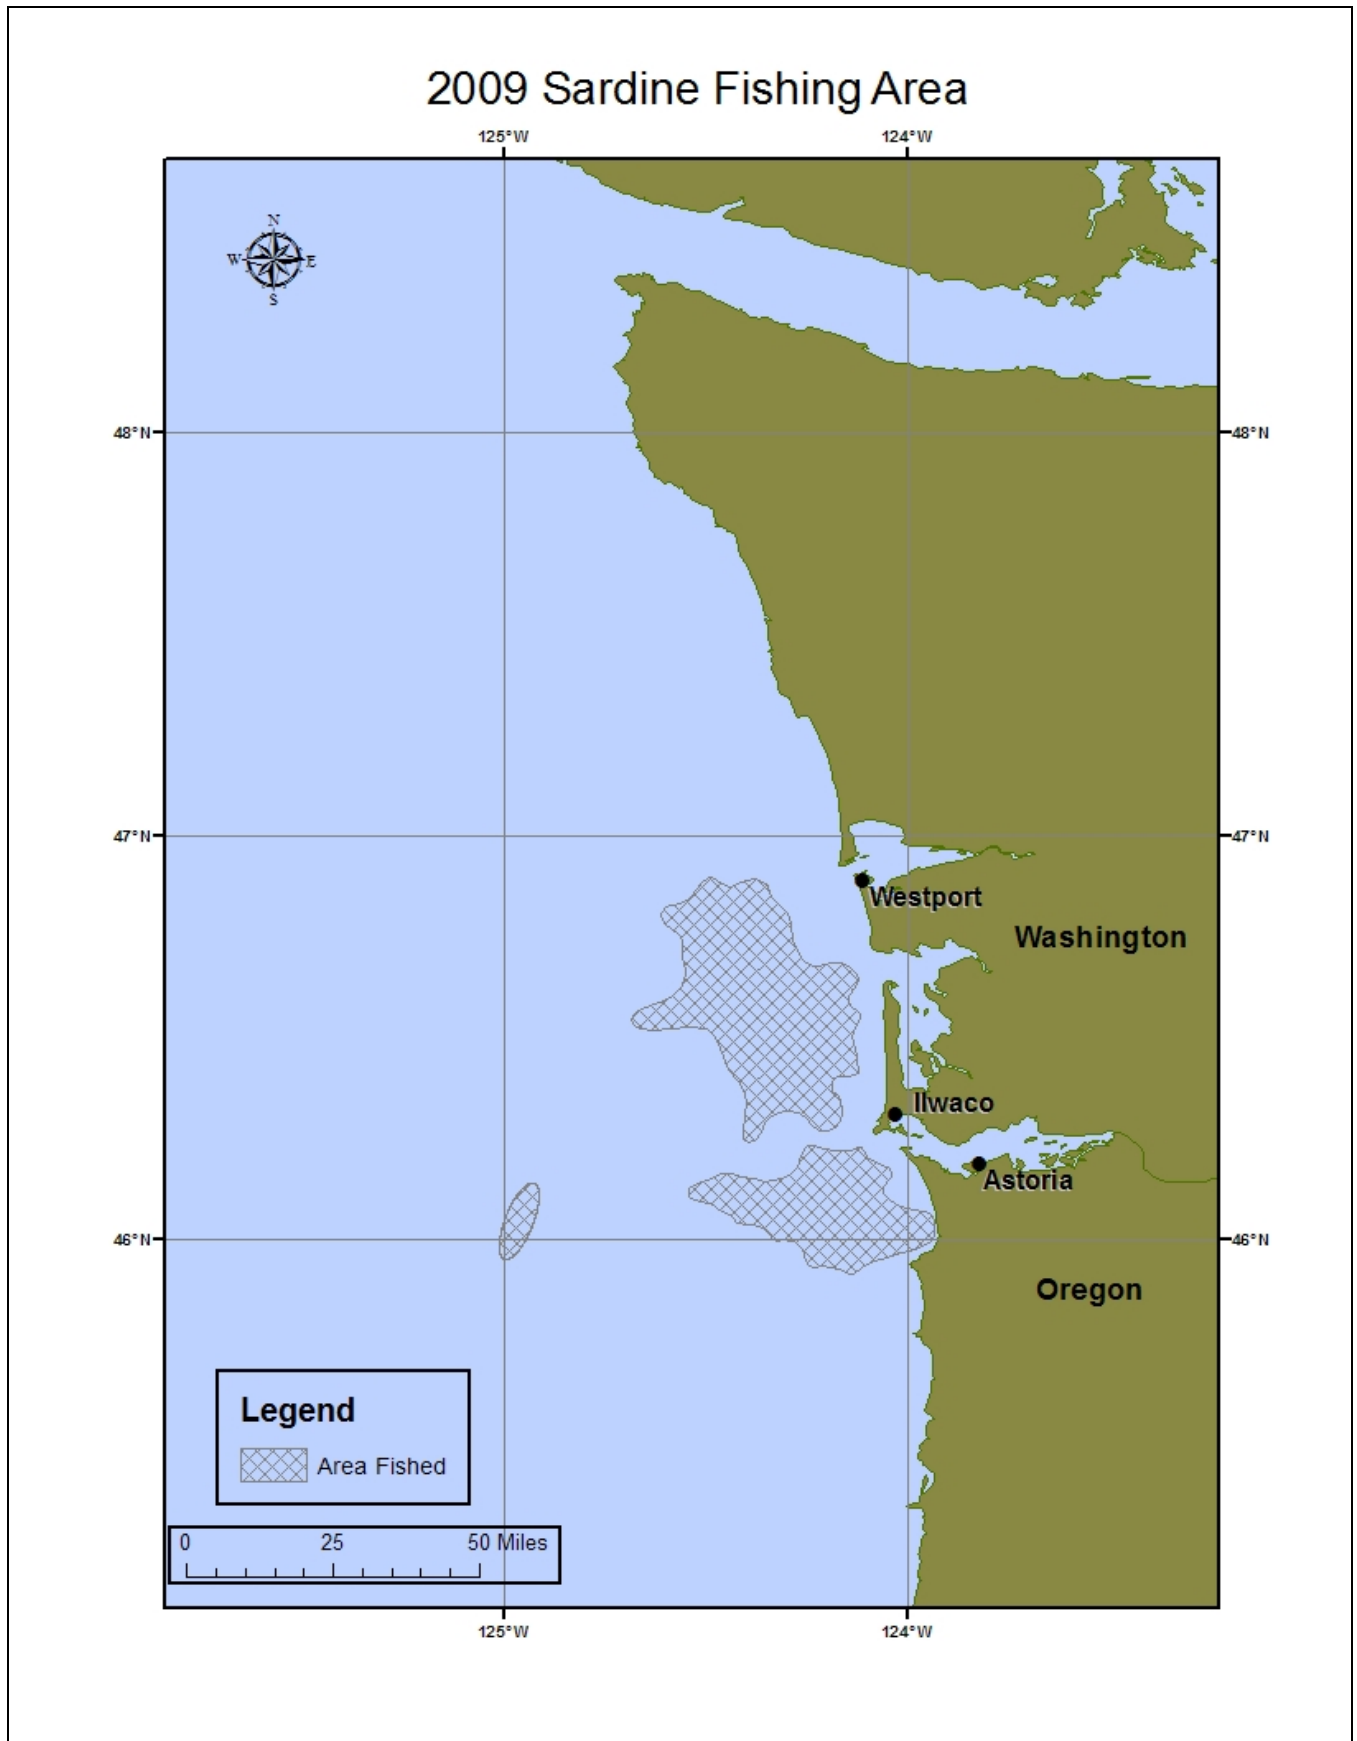 2009 Sardine Fishing Area
125°W 124°W
N
W E
S
48°N 48°N
47°N 47°N
Westport
Washington
Ilwaco
Astoria
46°N 46°N
Oregon
Legend
Area Fished
0 25 50 Miles
125°W 124°W